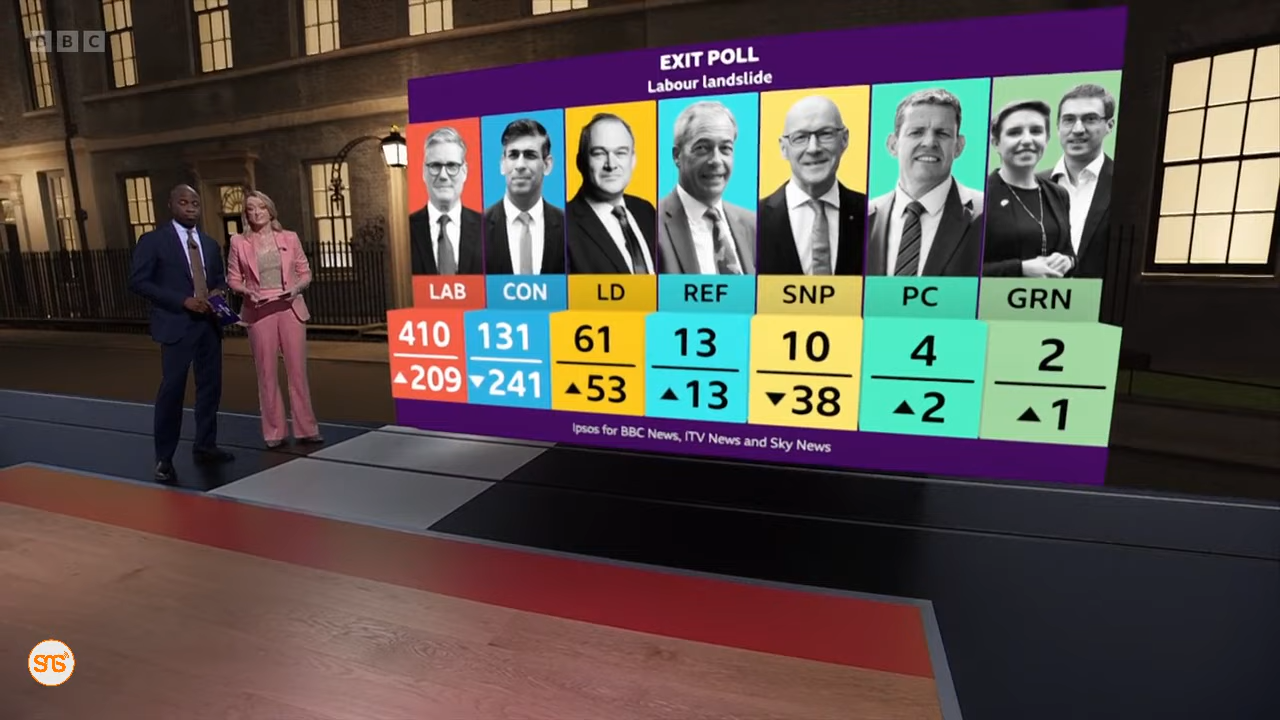 BBC
EXIT POLL
Labour landslide
LAB CON LD REF SNP PC GRN
410 131 61 13 10 4 2
▲209 ▼241 ▲53 ▲13 ▼38 ▲2 ▲1
Ipsos for BBC News, ITV News and Sky News
SNS